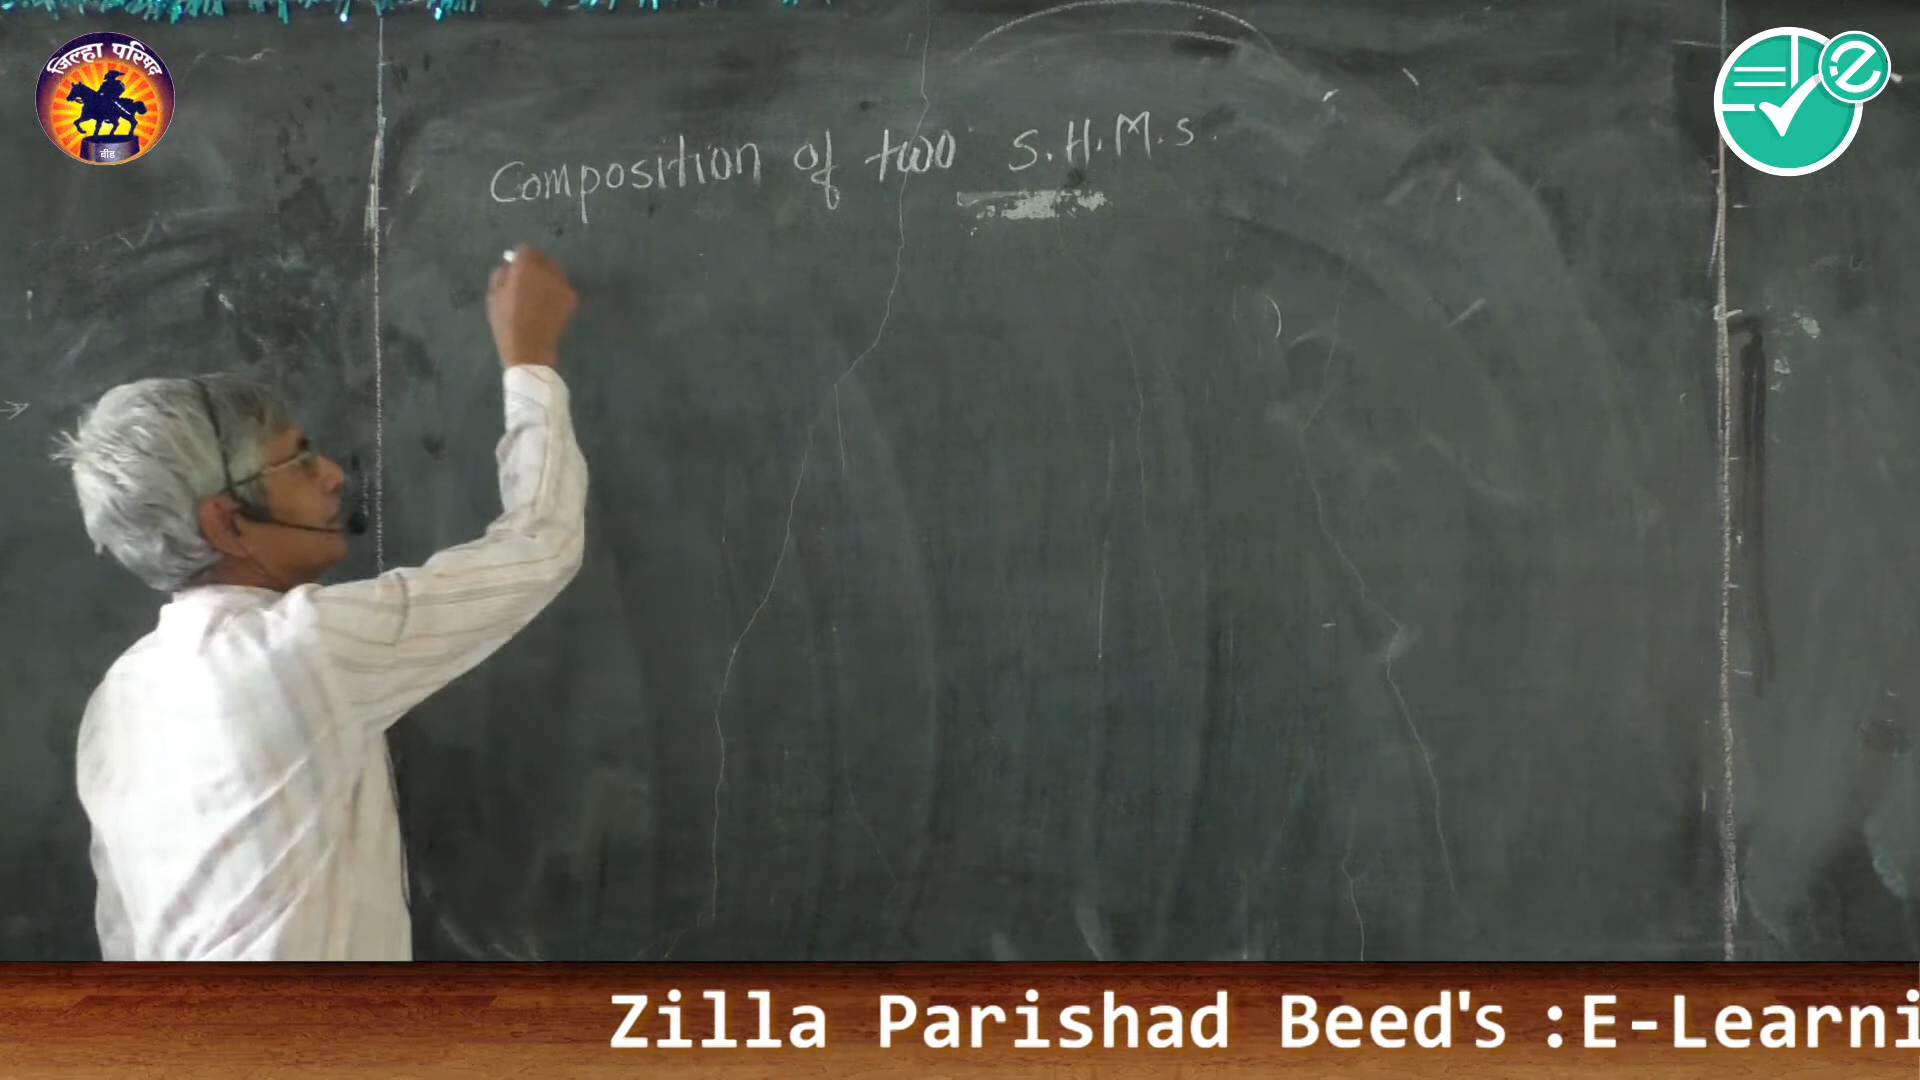 जिल्हा परिषद
बीड
Composition of two S.H.M.s.
Zilla Parishad Beed's :E-Learni